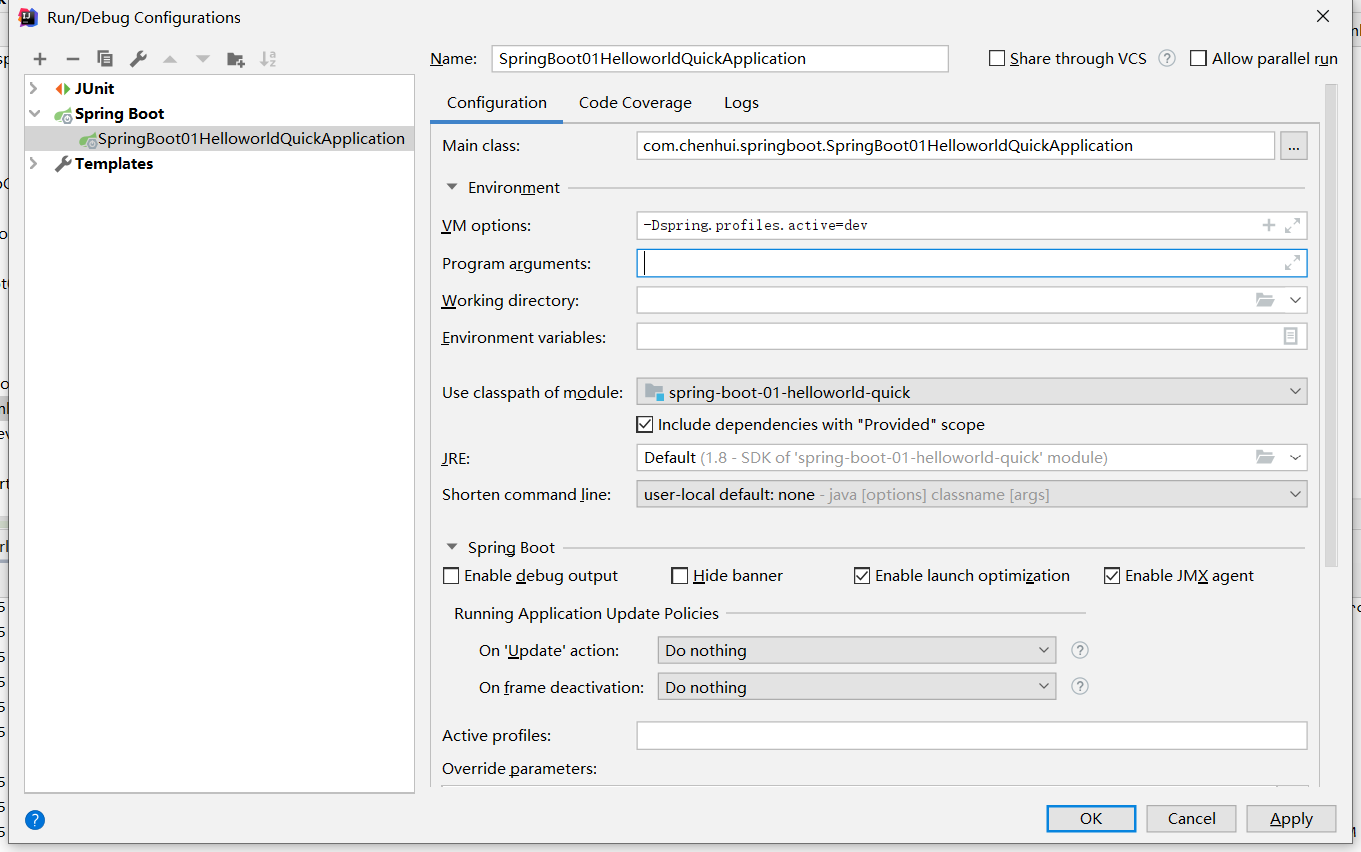 Run/Debug Configurations
Name: SpringBoot01HelloworldQuickApplication
Share through VCS
Allow parallel run
JUnit
Spring Boot
SpringBoot01HelloworldQuickApplication
Templates
Configuration Code Coverage Logs
Main class: com.chenhui.springboot.SpringBoot01HelloworldQuickApplication ...
Environment
VM options: -Dspring.profiles.active=dev
Program arguments:
Working directory:
Environment variables:
Use classpath of module: spring-boot-01-helloworld-quick
Include dependencies with "Provided" scope
JRE: Default (1.8 - SDK of 'spring-boot-01-helloworld-quick' module)
Shorten command line: user-local default: none - java [options] classname [args]
Spring Boot
Enable debug output Hide banner Enable launch optimization Enable JMX agent
Running Application Update Policies
On 'Update' action: Do nothing
On frame deactivation: Do nothing
Active profiles:
Override parameters:
OK Cancel Apply